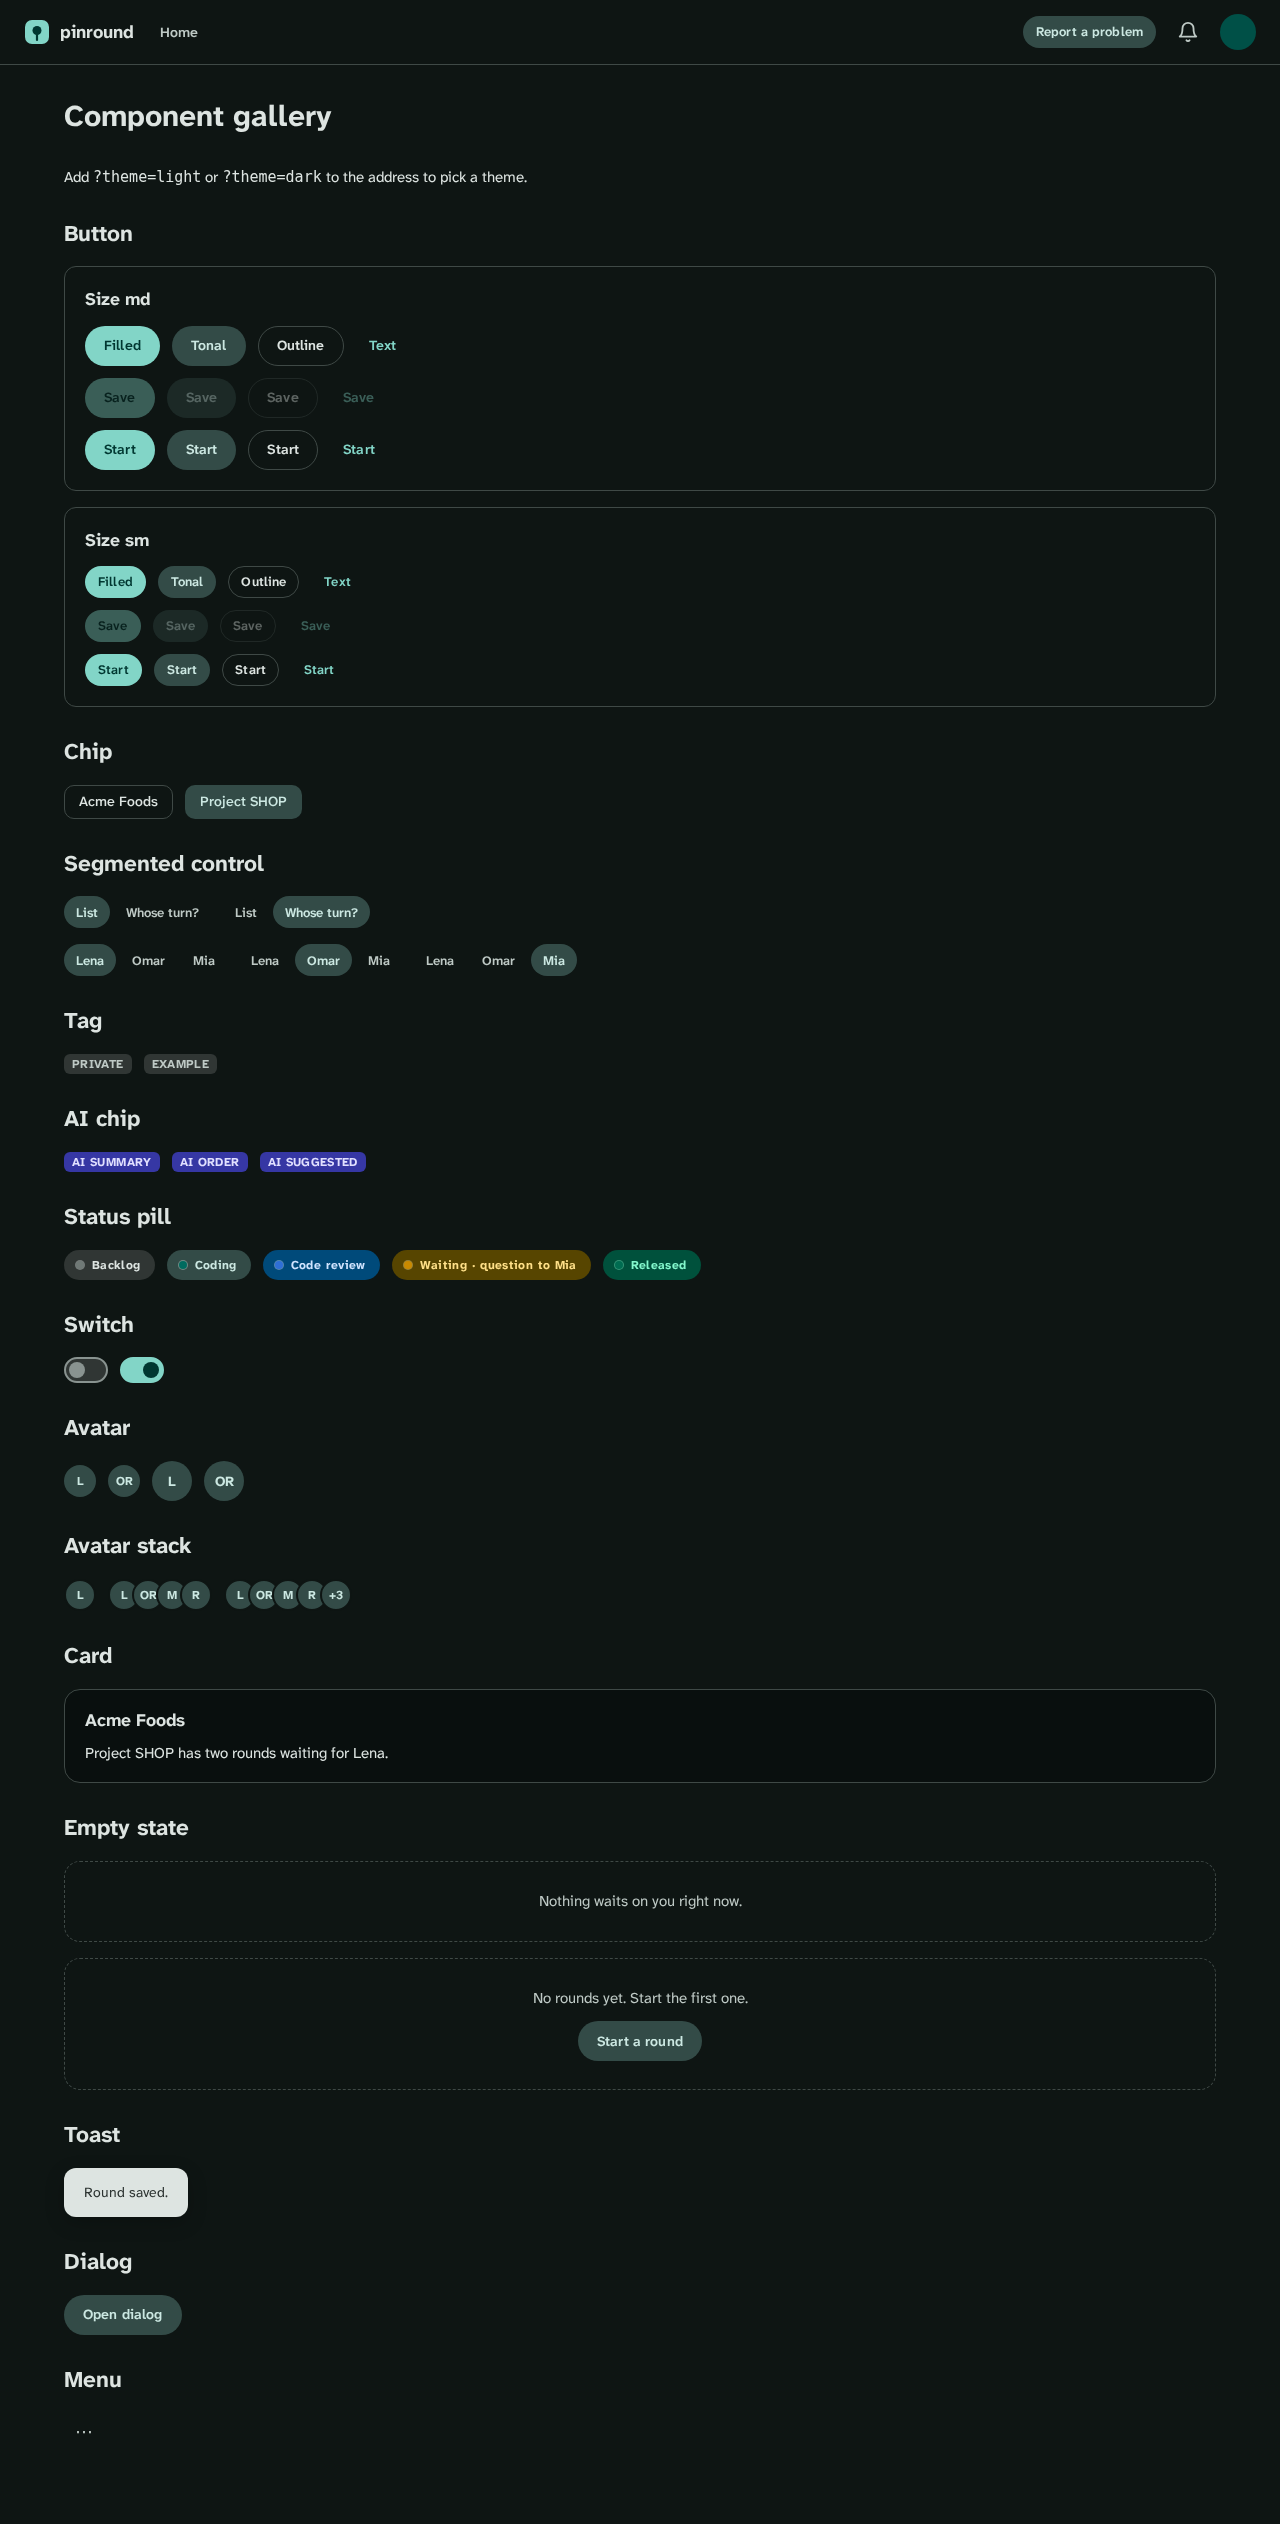 pinround Home Report a problem
Component gallery
Add ?theme=light or ?theme=dark to the address to pick a theme.
Button
Size md
Filled Tonal Outline Text
Save Save Save Save
Start Start Start Start
Size sm
Filled Tonal Outline Text
Save Save Save Save
Start Start Start Start
Chip
Acme Foods Project SHOP
Segmented control
List Whose turn? List Whose turn?
Lena Omar Mia Lena Omar Mia Lena Omar Mia
Tag
PRIVATE EXAMPLE
AI chip
AI SUMMARY AI ORDER AI SUGGESTED
Status pill
Backlog Coding Code review Waiting · question to Mia Released
Switch
Avatar
L OR L OR
Avatar stack
L L OR M R L OR M R +3
Card
Acme Foods
Project SHOP has two rounds waiting for Lena.
Empty state
Nothing waits on you right now.
No rounds yet. Start the first one.
Start a round
Toast
Round saved.
Dialog
Open dialog
Menu
…